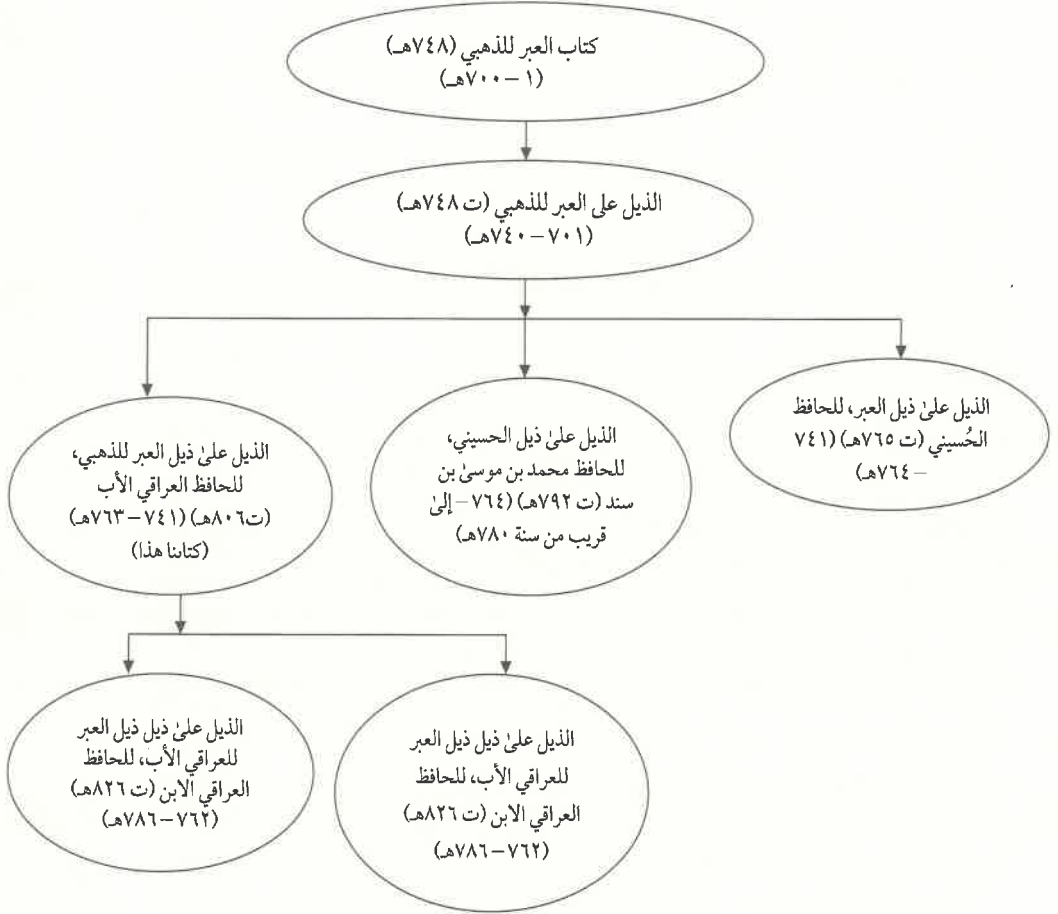 كتاب العبر للذهبي (٧٤٨هـ)
(١ – ٧٠٠هـ)
الذيل على العبر للذهبي (ت ٧٤٨هـ)
(٧٠١ – ٧٤٠هـ)
الذيل علىٰ ذيل العبر، للحافظ
الحُسيني (ت ٧٦٥هـ) (٧٤١
– ٧٦٤هـ)
الذيل علىٰ ذيل الحسيني،
للحافظ محمد بن موسىٰ بن
سند (ت ٧٩٢هـ) (٧٦٤ – إلىٰ
قريب من سنة ٧٨٠هـ)
الذيل علىٰ ذيل العبر للذهبي،
للحافظ العراقي الأب
(ت٨٠٦هـ) (٧٤١ – ٧٦٣هـ)
(كتابنا هذا)
الذيل علىٰ ذيل ذيل العبر
للعراقي الأب، للحافظ
العراقي الابن (ت ٨٢٦هـ)
(٧٦٢ – ٧٨٦هـ)
الذيل علىٰ ذيل ذيل العبر
للعراقي الأب، للحافظ
العراقي الابن (ت ٨٢٦هـ)
(٧٦٢ – ٧٨٦هـ)